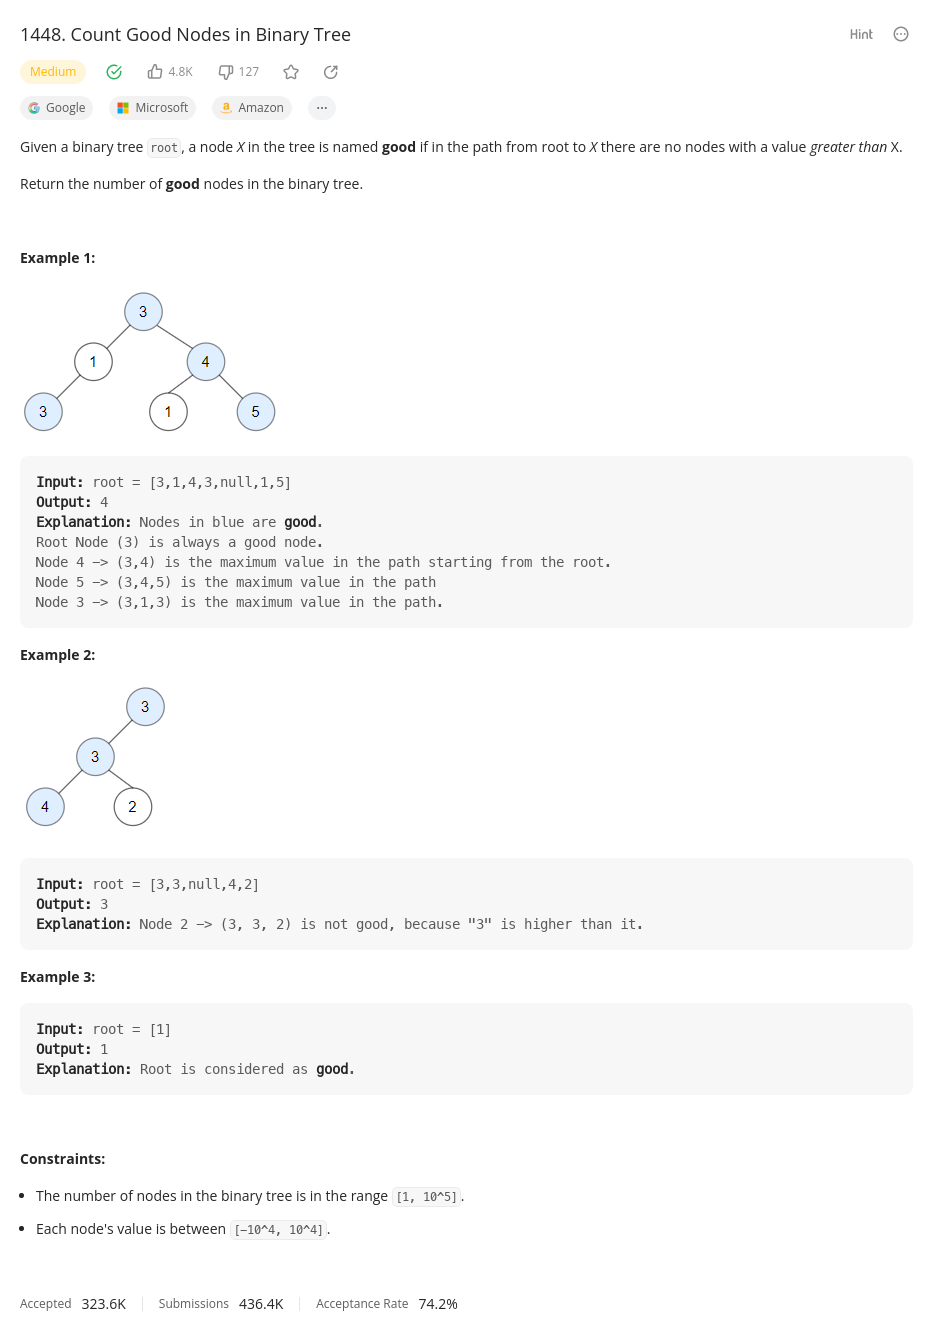 1448. Count Good Nodes in Binary Tree
Hint
Medium
4.8K
127
Google
Microsoft
Amazon
Given a binary tree root, a node X in the tree is named good if in the path from root to X there are no nodes with a value greater than X.
Return the number of good nodes in the binary tree.
Example 1:
3
1
4
3
1
5
Input: root = [3,1,4,3,null,1,5]
Output: 4
Explanation: Nodes in blue are good.
Root Node (3) is always a good node.
Node 4 -> (3,4) is the maximum value in the path starting from the root.
Node 5 -> (3,4,5) is the maximum value in the path
Node 3 -> (3,1,3) is the maximum value in the path.
Example 2:
3
3
4
2
Input: root = [3,3,null,4,2]
Output: 3
Explanation: Node 2 -> (3, 3, 2) is not good, because "3" is higher than it.
Example 3:
Input: root = [1]
Output: 1
Explanation: Root is considered as good.
Constraints:
• The number of nodes in the binary tree is in the range [1, 10^5].
• Each node's value is between [-10^4, 10^4].
Accepted 323.6K Submissions 436.4K Acceptance Rate 74.2%